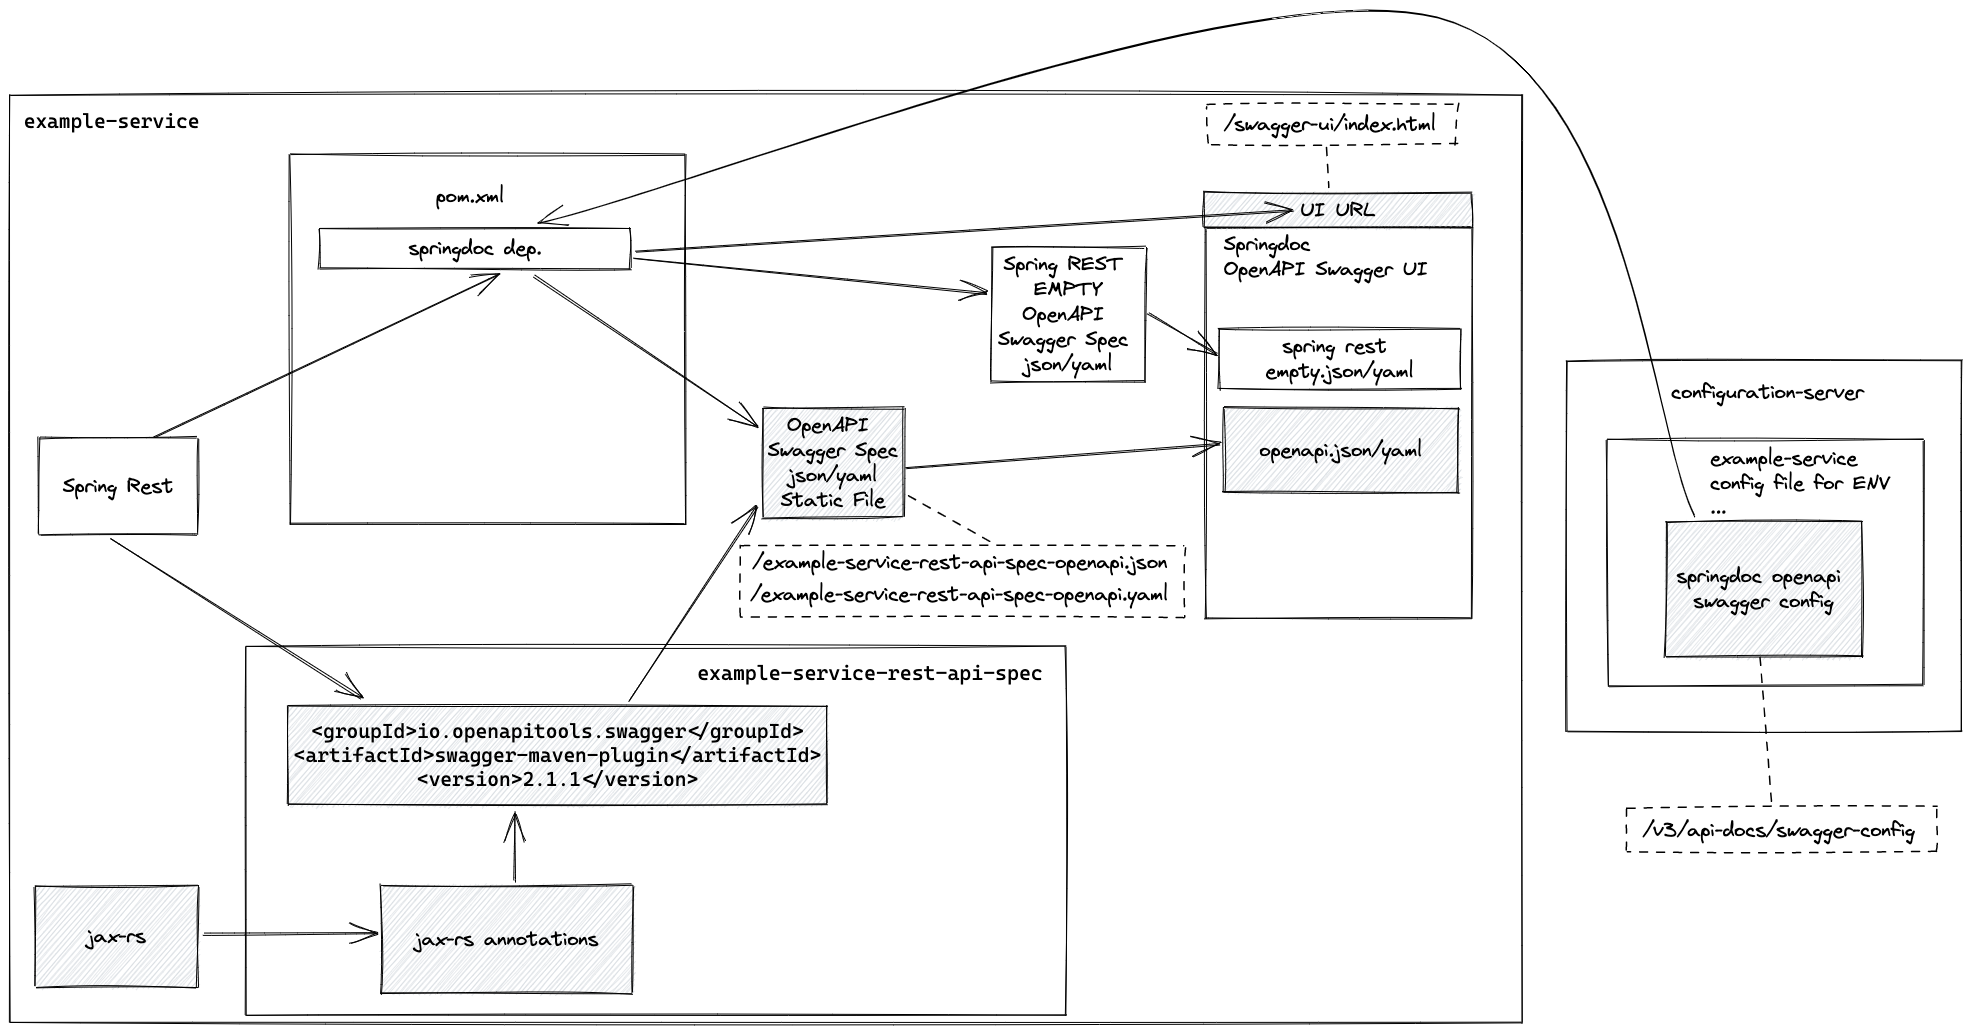 example-service
/swagger-ui/index.html
pom.xml
springdoc dep.
UI URL
Springdoc
OpenAPI Swagger UI
Spring REST
EMPTY
OpenAPI
Swagger Spec
json/yaml
spring rest
empty.json/yaml
openapi.json/yaml
OpenAPI
Swagger Spec
json/yaml
Static File
Spring Rest
/example-service-rest-api-spec-openapi.json
/example-service-rest-api-spec-openapi.yaml
configuration-server
example-service
config file for ENV
...
springdoc openapi
swagger config
/v3/api-docs/swagger-config
example-service-rest-api-spec
<groupId>io.openapitools.swagger</groupId>
<artifactId>swagger-maven-plugin</artifactId>
<version>2.1.1</version>
jax-rs
jax-rs annotations